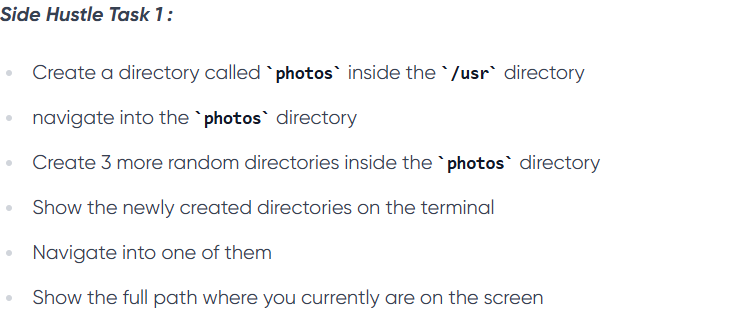 Side Hustle Task 1 :
Create a directory called `photos` inside the `/usr` directory
navigate into the `photos` directory
Create 3 more random directories inside the `photos` directory
Show the newly created directories on the terminal
Navigate into one of them
Show the full path where you currently are on the screen